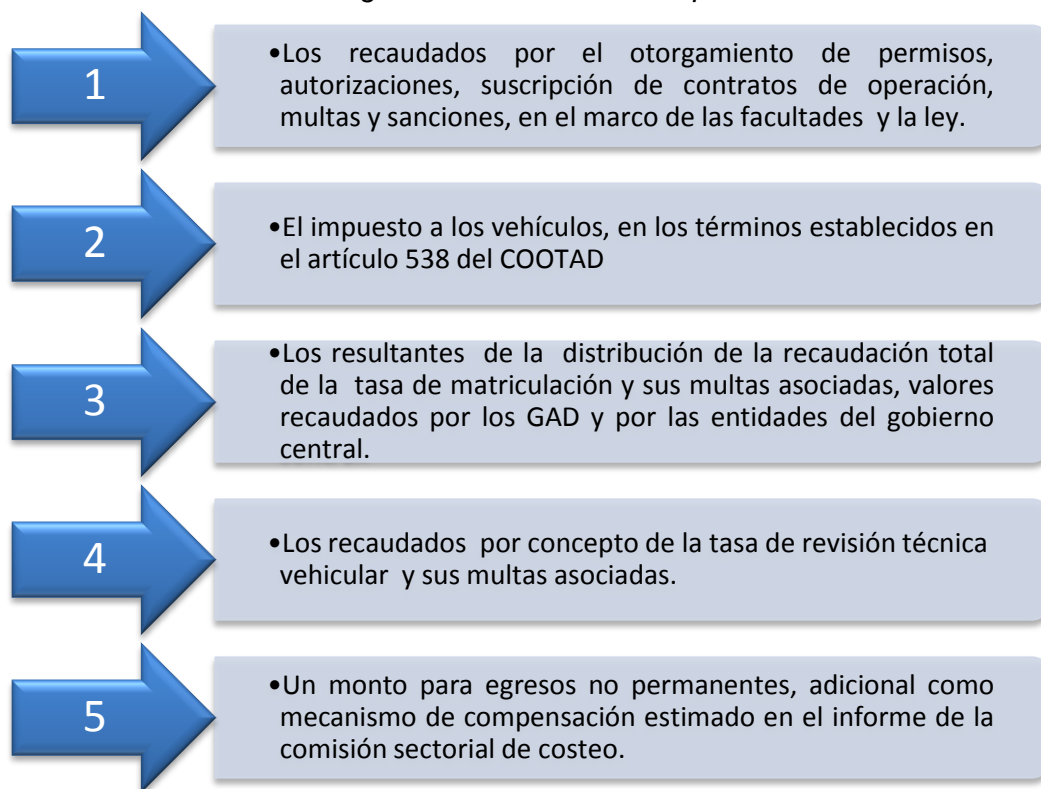 1
•Los recaudados por el otorgamiento de permisos,
autorizaciones, suscripción de contratos de operación,
multas y sanciones, en el marco de las facultades y la ley.
2
•El impuesto a los vehículos, en los términos establecidos en
el artículo 538 del COOTAD
3
•Los resultantes de la distribución de la recaudación total
de la tasa de matriculación y sus multas asociadas, valores
recaudados por los GAD y por las entidades del gobierno
central.
4
•Los recaudados por concepto de la tasa de revisión técnica
vehicular y sus multas asociadas.
5
•Un monto para egresos no permanentes, adicional como
mecanismo de compensación estimado en el informe de la
comisión sectorial de costeo.